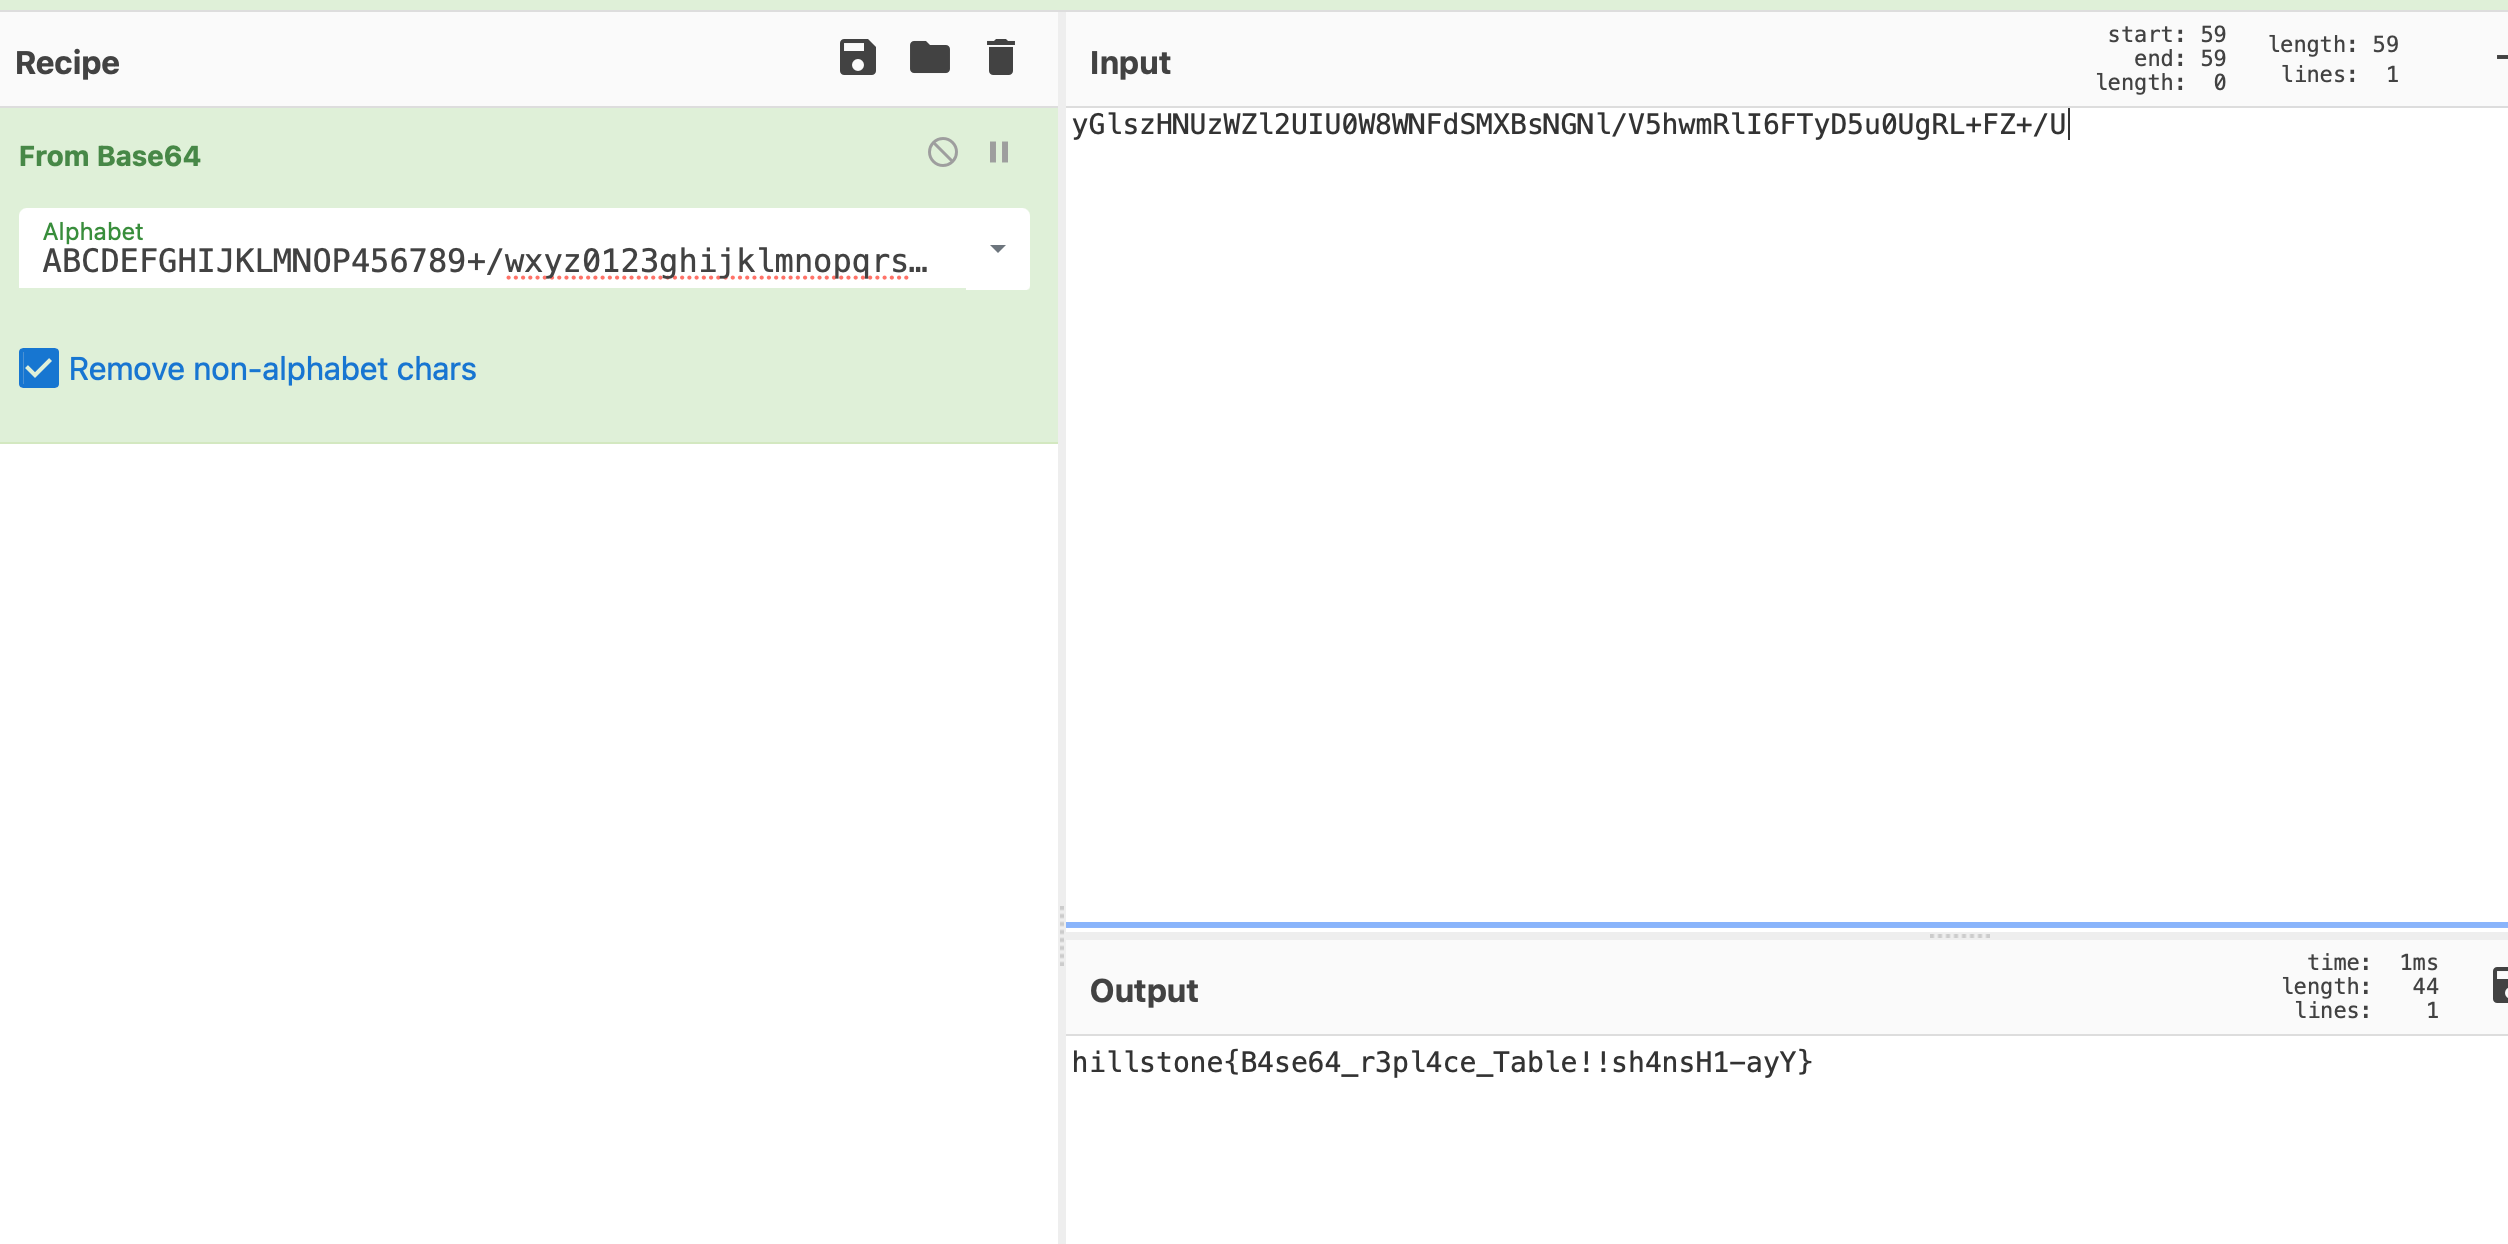 Recipe
From Base64
Alphabet
ABCDEFGHIJKLMNOP456789+/wxyz0123ghijklmnopqrs…
Remove non-alphabet chars
Input
start: 59
end: 59
length: 0
length: 59
lines: 1
yGlszHNUzWZl2UIU0W8WNFdSMXBsNGNl/V5hwmRlI6FTyD5u0UgRL+FZ+/U
Output
time: 1ms
length: 44
lines: 1
hillstone{B4se64_r3pl4ce_Table!!sh4nsH1-ayY}